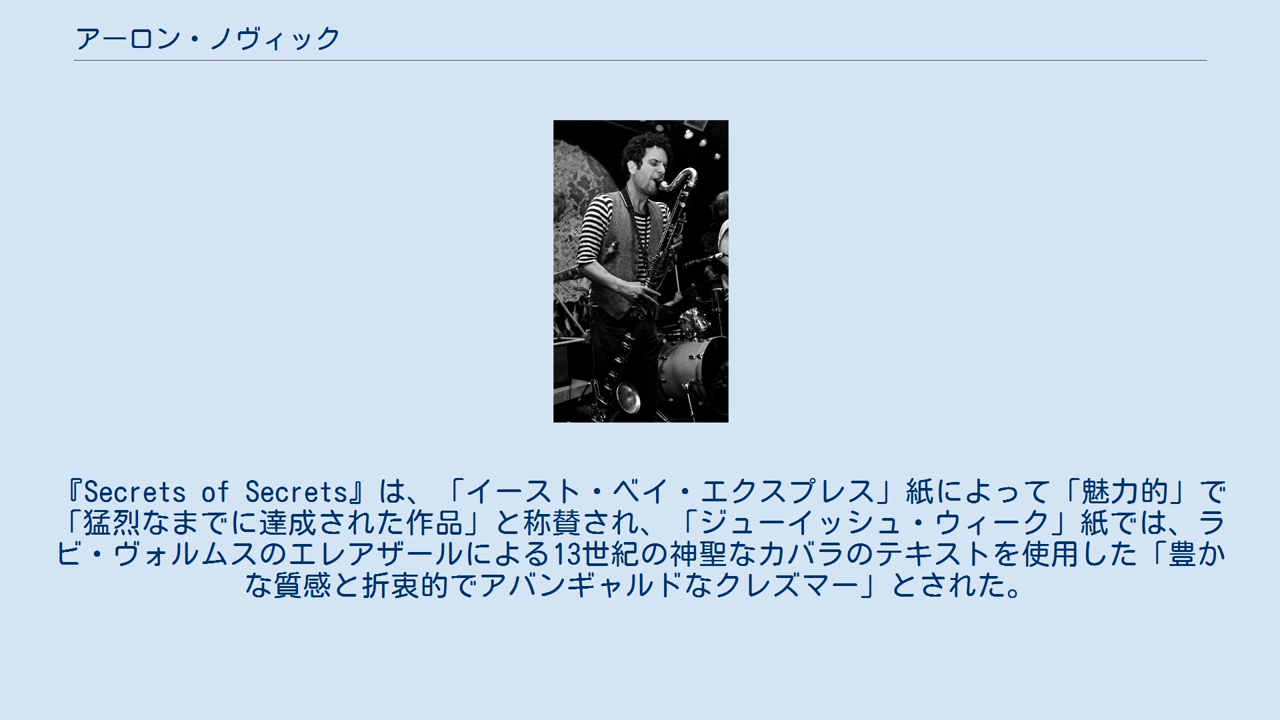 アーロン・ノヴィック
『Secrets of Secrets』は、「イースト・ベイ・エクスプレス」紙によって「魅力的」で
「猛烈なまでに達成された作品」と称賛され、「ジューイッシュ・ウィーク」紙では、ラ
ビ・ヴォルムスのエレアザールによる13世紀の神聖なカバラのテキストを使用した「豊か
な質感と折衷的でアバンギャルドなクレズマー」とされた。